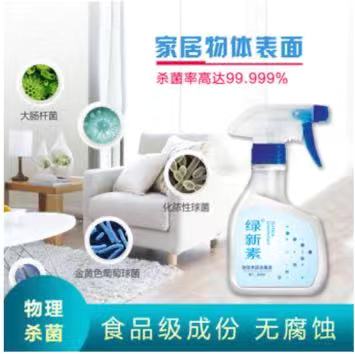 家居物体表面
杀菌率高达99.999%
大肠杆菌
化浓性球菌
金黄色葡萄球菌
绿新素
物理
杀菌
食品级成份 无腐蚀